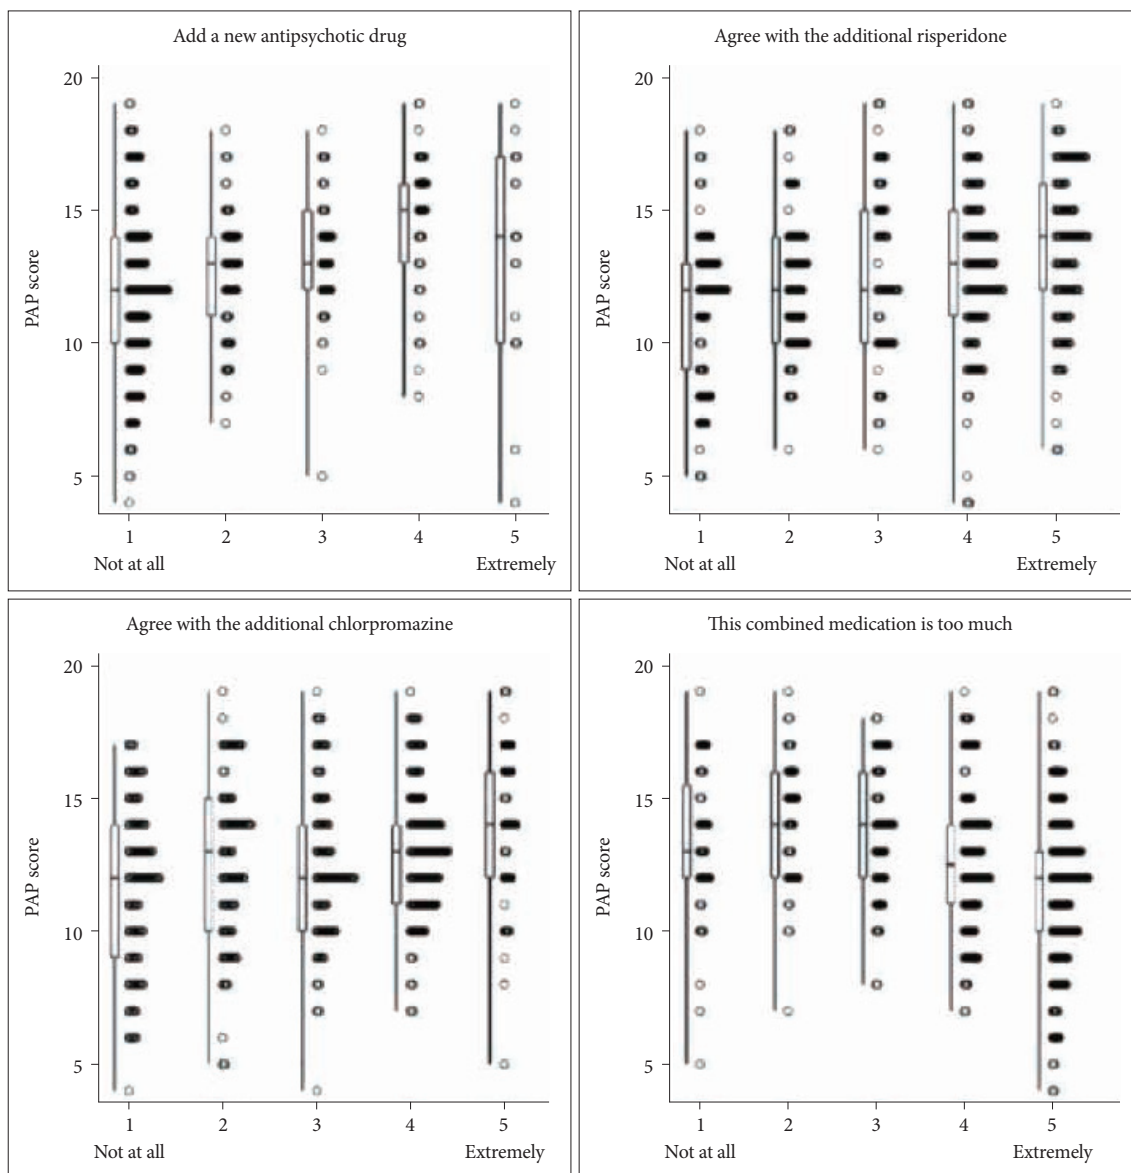 Add a new antipsychotic drug
20
15
10
5
PAP score
1 2 3 4 5
Not at all Extremely
Agree with the additional risperidone
20
15
10
5
PAP score
1 2 3 4 5
Not at all Extremely
Agree with the additional chlorpromazine
20
15
10
5
PAP score
1 2 3 4 5
Not at all Extremely
This combined medication is too much
20
15
10
5
PAP score
1 2 3 4 5
Not at all Extremely